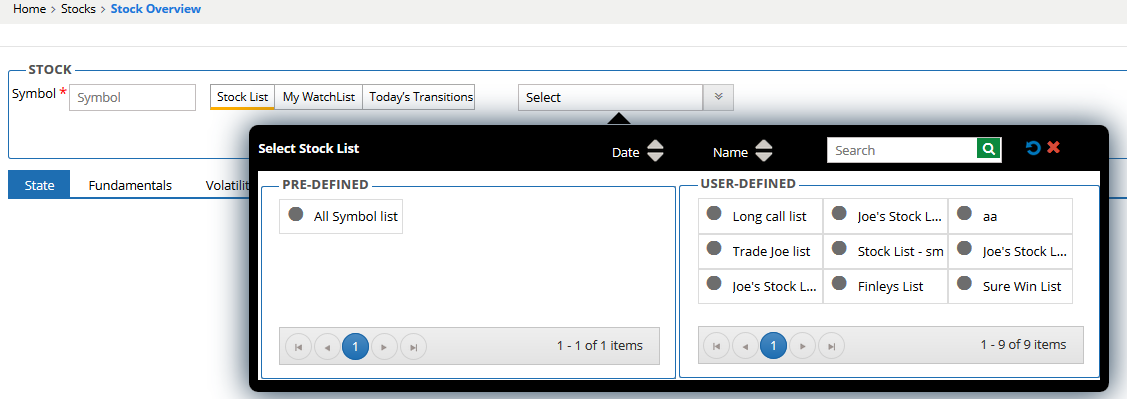 Home > Stocks > Stock Overview
STOCK
Symbol * Symbol Stock List My WatchList Today's Transitions Select
Select Stock List Date Name Search
State Fundamentals
PRE-DEFINED
All Symbol list
1
1 - 1 of 1 items
USER-DEFINED
Long call list Joe's Stock L... aa
Trade Joe list Stock List - sm Joe's Stock L...
Joe's Stock L... Finleys List Sure Win List
1
1 - 9 of 9 items